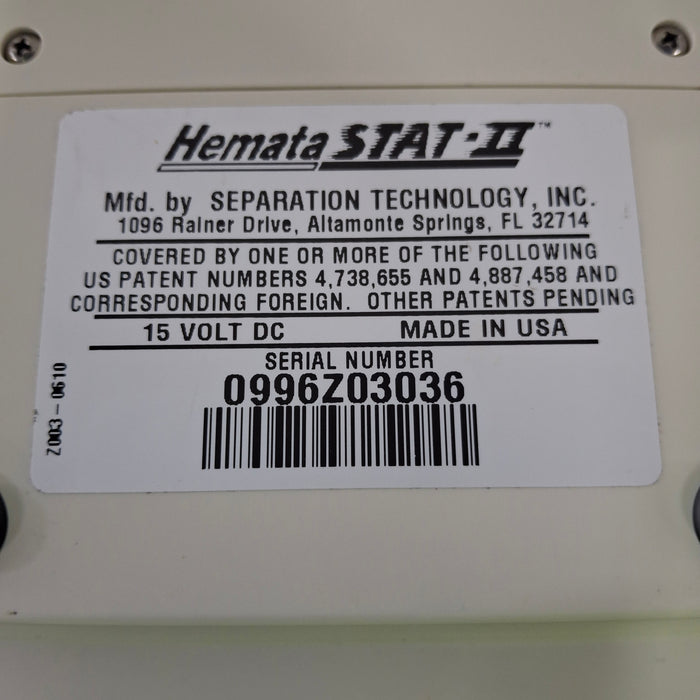 Hemata STAT-II™
Mfd. by SEPARATION TECHNOLOGY, INC.
1096 Rainer Drive, Altamonte Springs, FL 32714
COVERED BY ONE OR MORE OF THE FOLLOWING
US PATENT NUMBERS 4,738,655 AND 4,887,458 AND
CORRESPONDING FOREIGN. OTHER PATENTS PENDING
15 VOLT DC MADE IN USA
SERIAL NUMBER
0996Z03036
Z003-0610